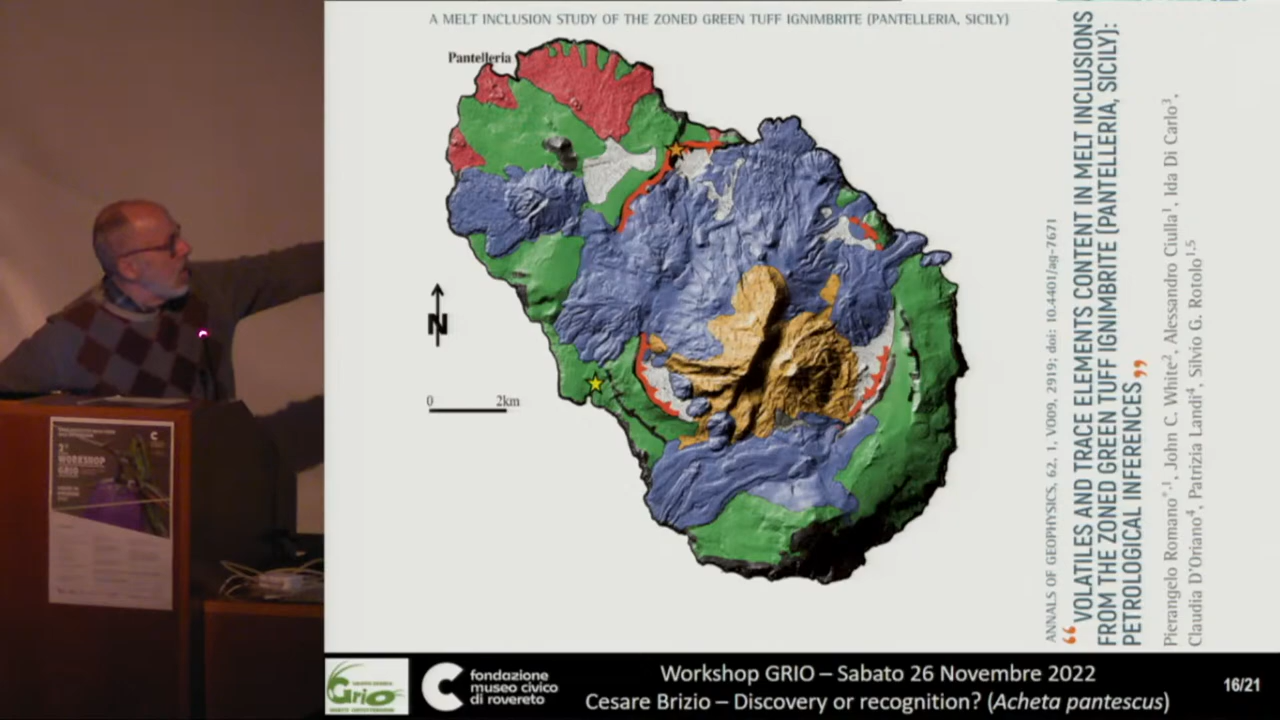 A MELT INCLUSION STUDY OF THE ZONED GREEN TUFF IGNIMBRITE (PANTELLERIA, SICILY)
Pantelleria
N
0 2km
ANNALS OF GEOPHYSICS, 62, 1, VO09, 2919; doi: 10.4401/ag-7671
“VOLATILES AND TRACE ELEMENTS CONTENT IN MELT INCLUSIONS
FROM THE ZONED GREEN TUFF IGNIMBRITE (PANTELLERIA, SICILY):
PETROLOGICAL INFERENCES„
Pierangelo Romano*,1, John C. White2, Alessandro Ciulla1, Ida Di Carlo3,
Claudia D'Oriano4, Patrizia Landi4, Silvio G. Rotolo1,5
WORKSHOP
GRIO
Grio
fondazione
museo civico
di rovereto
Workshop GRIO – Sabato 26 Novembre 2022
Cesare Brizio – Discovery or recognition? (Acheta pantescus)
16/21